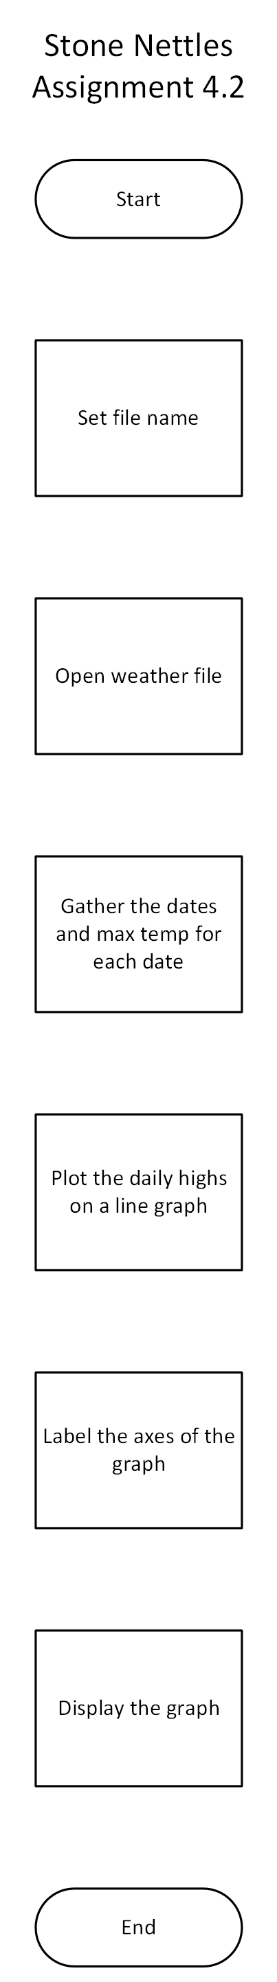 Stone Nettles
Assignment 4.2
Start
Set file name
Open weather file
Gather the dates
and max temp for
each date
Plot the daily highs
on a line graph
Label the axes of the
graph
Display the graph
End